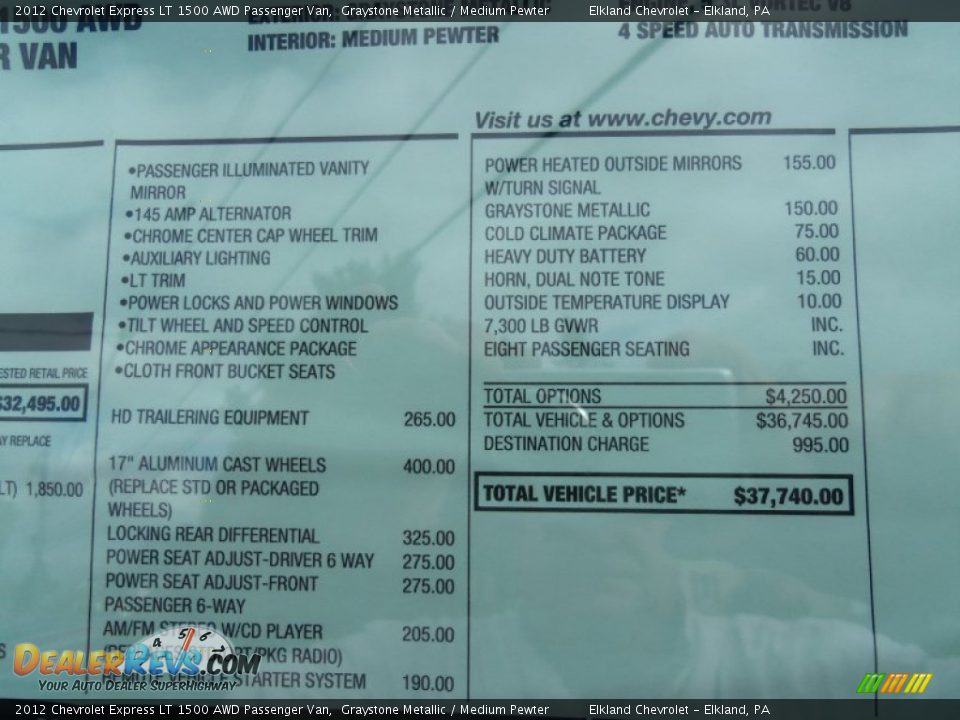 2012 Chevrolet Express LT 1500 AWD Passenger Van, Graystone Metallic / Medium Pewter Elkland Chevrolet - Elkland, PA
1500 AWD
R VAN
INTERIOR: MEDIUM PEWTER
4 SPEED AUTO TRANSMISSION
Visit us at www.chevy.com
ESTED RETAIL PRICE
$32,495.00
AY REPLACE
LT) 1,850.00
•PASSENGER ILLUMINATED VANITY
MIRROR
•145 AMP ALTERNATOR
•CHROME CENTER CAP WHEEL TRIM
•AUXILIARY LIGHTING
•LT TRIM
•POWER LOCKS AND POWER WINDOWS
•TILT WHEEL AND SPEED CONTROL
•CHROME APPEARANCE PACKAGE
•CLOTH FRONT BUCKET SEATS
HD TRAILERING EQUIPMENT 265.00
17" ALUMINUM CAST WHEELS 400.00
(REPLACE STD OR PACKAGED
WHEELS)
LOCKING REAR DIFFERENTIAL 325.00
POWER SEAT ADJUST-DRIVER 6 WAY 275.00
POWER SEAT ADJUST-FRONT 275.00
PASSENGER 6-WAY
AM/FM STEREO W/CD PLAYER 205.00
RT/PKG RADIO)
REMOTE VEHICLE STARTER SYSTEM 190.00
POWER HEATED OUTSIDE MIRRORS 155.00
W/TURN SIGNAL
GRAYSTONE METALLIC 150.00
COLD CLIMATE PACKAGE 75.00
HEAVY DUTY BATTERY 60.00
HORN, DUAL NOTE TONE 15.00
OUTSIDE TEMPERATURE DISPLAY 10.00
7,300 LB GVWR INC.
EIGHT PASSENGER SEATING INC.
TOTAL OPTIONS $4,250.00
TOTAL VEHICLE & OPTIONS $36,745.00
DESTINATION CHARGE 995.00
TOTAL VEHICLE PRICE* $37,740.00
4 5 6
DEALERREVS.COM
YOUR AUTO DEALER SUPERHIGHWAY
2012 Chevrolet Express LT 1500 AWD Passenger Van, Graystone Metallic / Medium Pewter Elkland Chevrolet - Elkland, PA